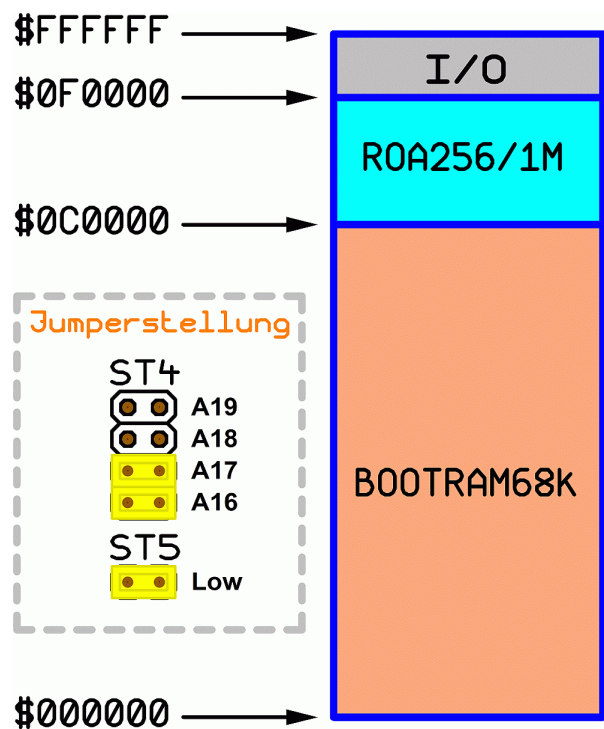 $FFFFFF
I/O
$0F0000
ROA256/1M
$0C0000
Jumperstellung
ST4
A19
A18
A17
A16
BOOTRAM68K
ST5
Low
$000000